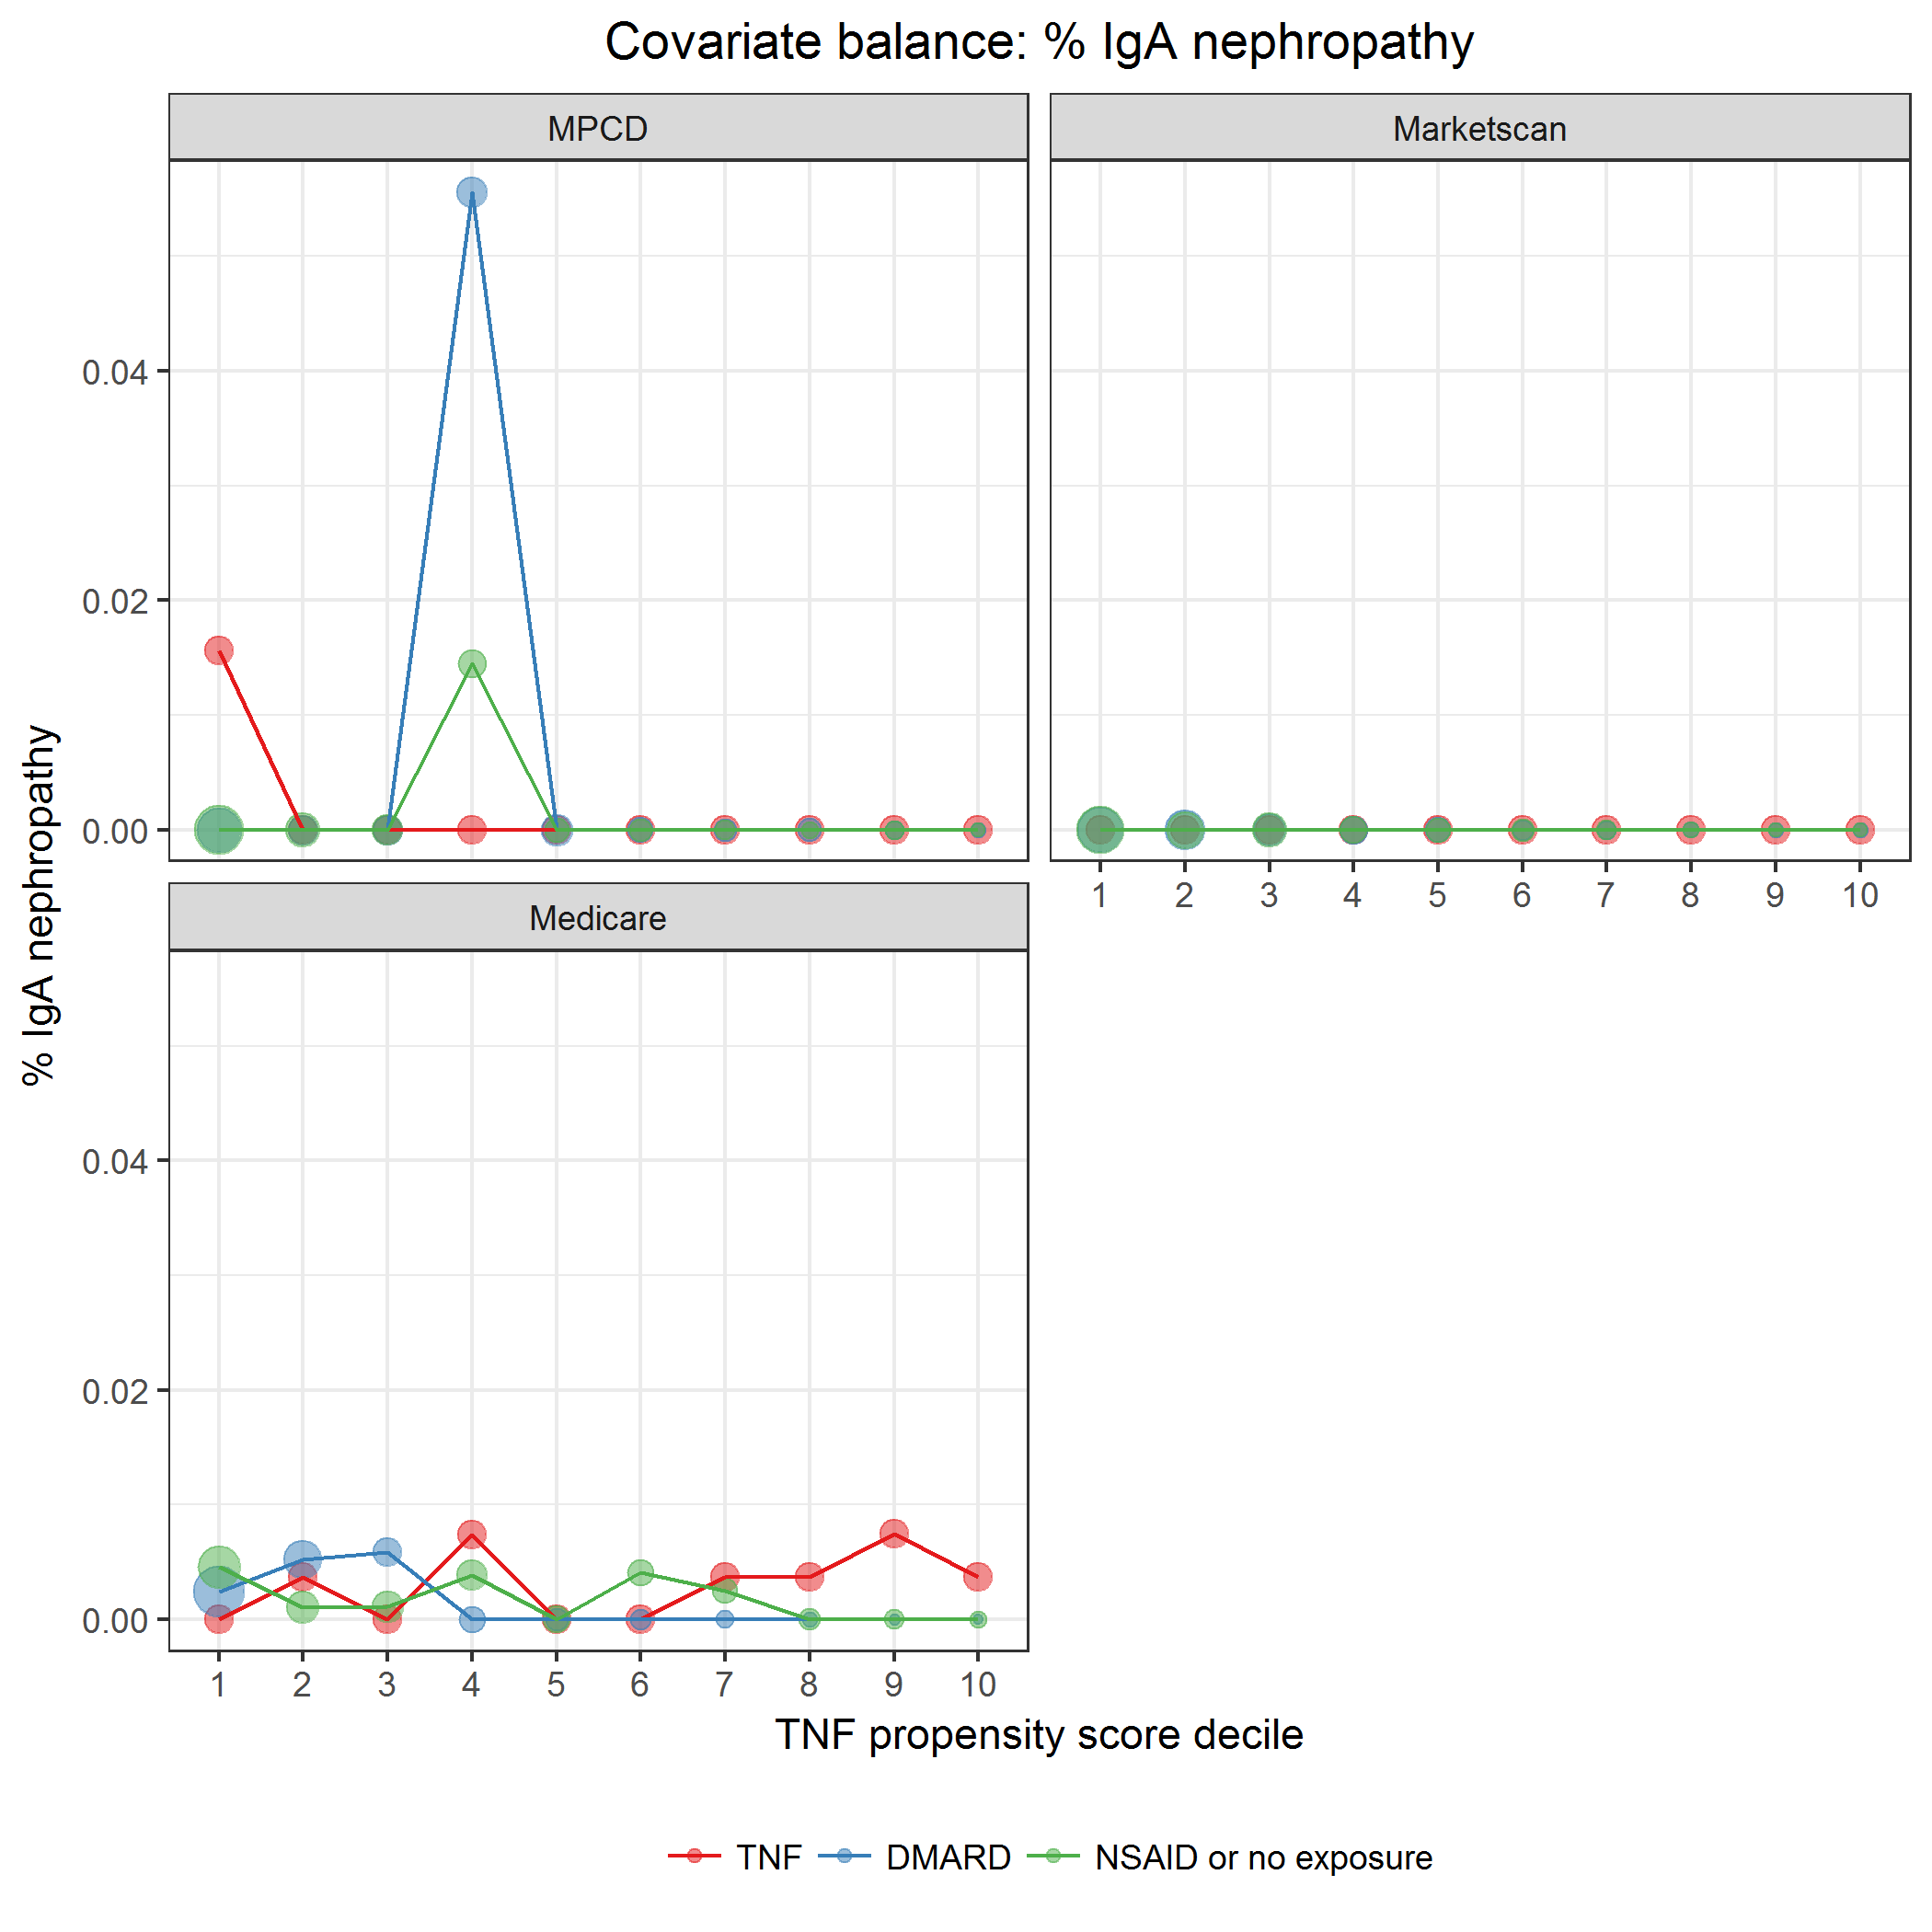 Covariate balance: % IgA nephropathy
MPCD
Marketscan
0.04
0.02
0.00
1 2 3 4 5 6 7 8 9 10
Medicare
0.04
0.02
0.00
1 2 3 4 5 6 7 8 9 10
% IgA nephropathy
TNF propensity score decile
TNF DMARD NSAID or no exposure